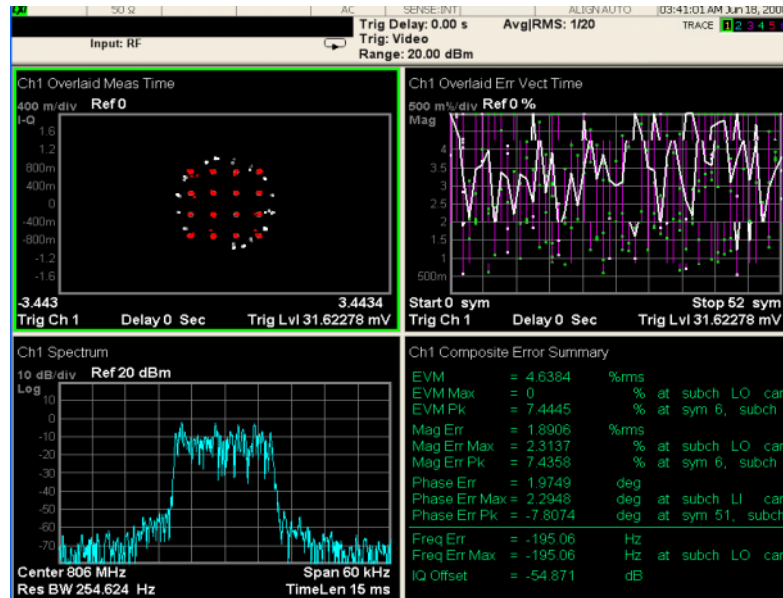 50 Ω AC SENSE:INT ALIGN AUTO 03:41:01 AM Jun 18, 200
Trig Delay: 0.00 s Avg|RMS: 1/20 TRACE 1 2 3 4 5
Input: RF Trig: Video
Range: 20.00 dBm
Ch1 Overlaid Meas Time
400 m/div Ref 0
I-Q
1.6
1.2
800m
400m
0
-400m
-800m
-1.2
-1.6
-3.443 3.4434
Trig Ch 1 Delay 0 Sec Trig Lvl 31.62278 mV
Ch1 Overlaid Err Vect Time
500 m%/div Ref 0 %
Mag
4
3.5
3
2.5
2
1.5
1
500m
Start 0 sym Stop 52 sym
Trig Ch 1 Delay 0 Sec Trig Lvl 31.62278 mV
Ch1 Spectrum
10 dB/div Ref 20 dBm
Log
10
0
-10
-20
-30
-40
-50
-60
-70
Center 806 MHz Span 60 kHz
Res BW 254.624 Hz TimeLen 15 ms
Ch1 Composite Error Summary
EVM = 4.6384 %rms
EVM Max = 0 % at subch LO car
EVM Pk = 7.4445 % at sym 6, subch
Mag Err = 1.8906 %rms
Mag Err Max = 2.3137 % at subch LO car
Mag Err Pk = 7.4358 % at sym 6, subch
Phase Err = 1.9749 deg
Phase Err Max = 2.2948 deg at subch LI car
Phase Err Pk = -7.8074 deg at sym 51, subch
Freq Err = -195.06 Hz
Freq Err Max = -195.06 Hz at subch LO car
IQ Offset = -54.871 dB